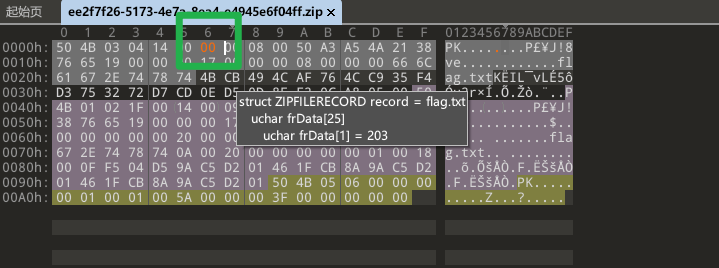 起始页 ee2f7f26-5173-4e7a-8ea4-e4945e6f04ff.zip ×
0 1 2 3 4 5 6 7 8 9 A B C D E F 0123456789ABCDEF
0000h: 50 4B 03 04 14 00 00 00 08 00 50 A3 A5 4A 21 38 PK........P£¥J!8
0010h: 76 65 19 00 00 00 17 00 00 00 08 00 00 00 66 6C ve............fl
0020h: 61 67 2E 74 78 74 4B CB 49 4C AF 76 4C C9 35 F4 ag.txtKËIL¯vLÉ5ô
0030h: D3 75 32 72 D7 CD 0E D5
struct ZIPFILERECORD record = flag.txt
uchar frData[25]
uchar frData[1] = 203
4B 01 02 1F 00 14 00 09 P£¥J!
38 76 65 19 00 00 00 17 .$..
00 00 00 00 00 20 00 00 fla
0070h: 67 2E 74 78 74 0A 00 20 00 00 00 00 00 01 00 18 g.txt.. ........
0080h: 00 0F F5 04 D5 9A C5 D2 01 46 1F CB 8A 9A C5 D2 ..õ.ÕšÅÒ.F.ËŠšÅÒ
0090h: 01 46 1F CB 8A 9A C5 D2 01 50 4B 05 06 00 00 00 .F.ËŠšÅÒ.PK.....
00A0h: 00 01 00 01 00 5A 00 00 00 3F 00 00 00 00 00 .....Z...?.....